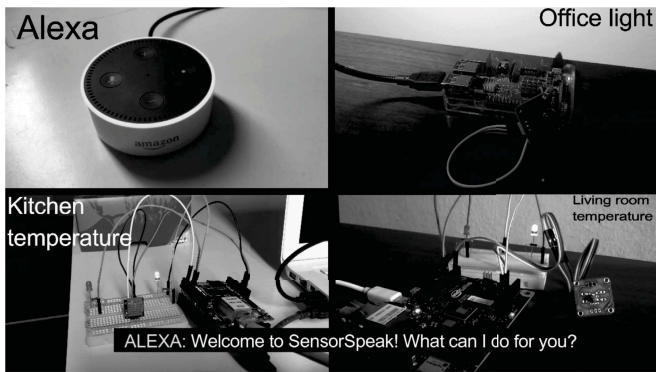 Alexa
Office light
amazon
Kitchen
temperature
Living room
temperature
ALEXA: Welcome to SensorSpeak! What can I do for you?